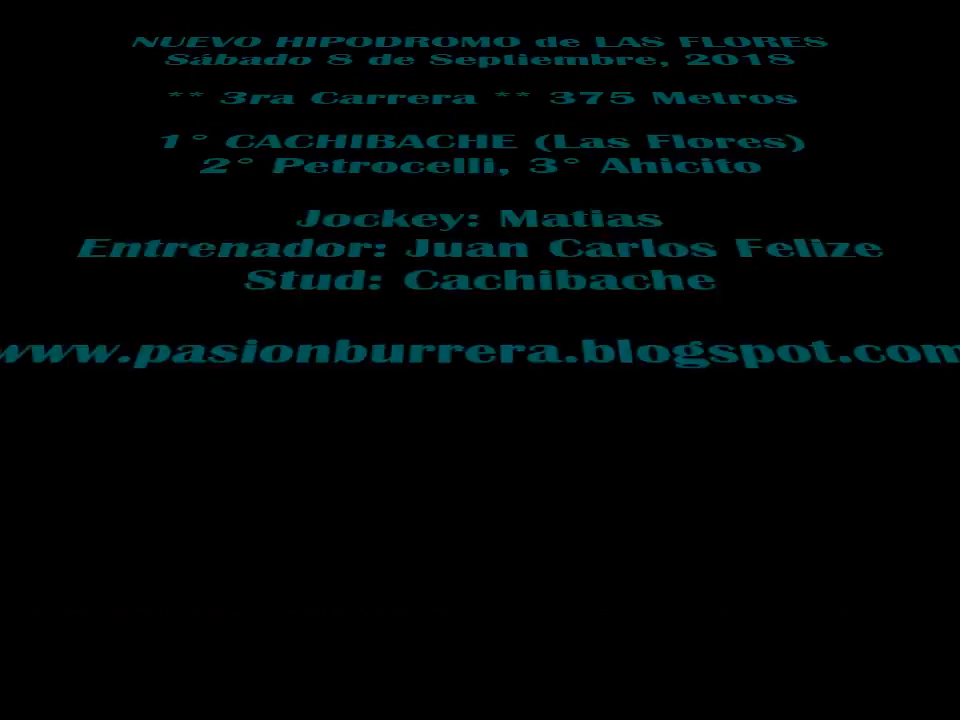 NUEVO HIPODROMO de LAS FLORES
Sábado 8 de Septiembre, 2018
** 3ra Carrera ** 375 Metros
1° CACHIBACHE (Las Flores)
2° Petrocelli, 3° Ahicito
Jockey: Matias
Entrenador: Juan Carlos Felize
Stud: Cachibache
www.pasionburrera.blogspot.com